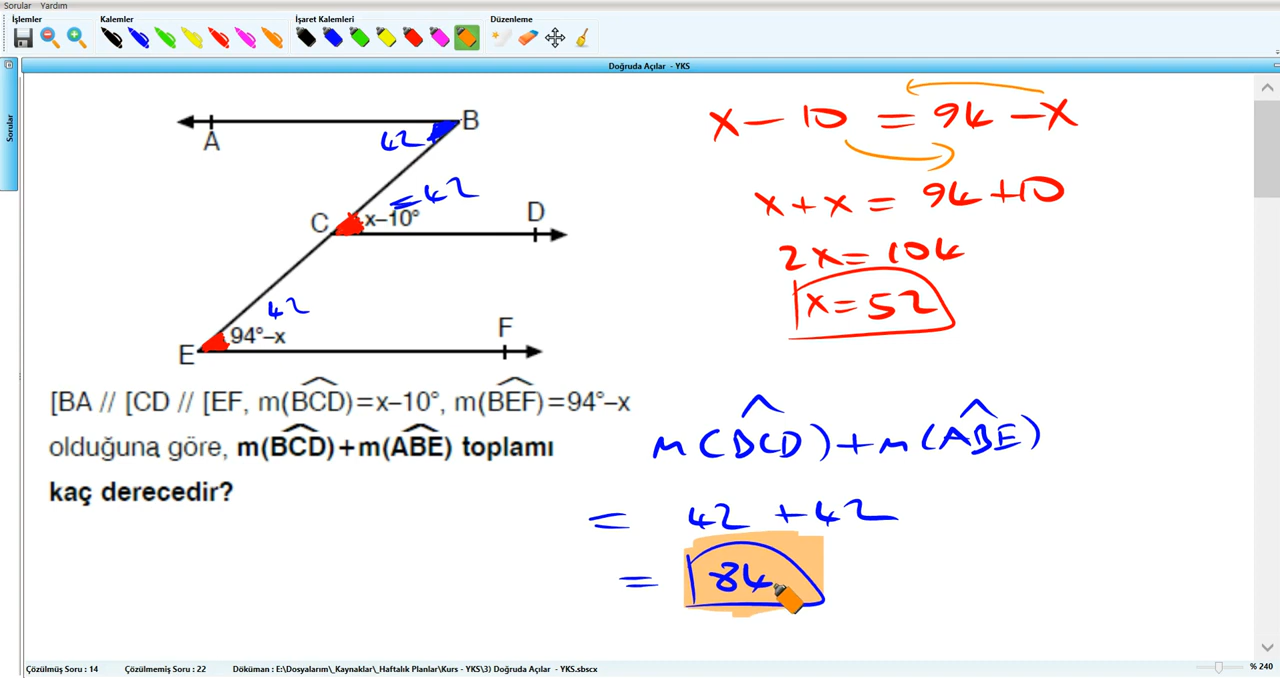 Sorular Yardım
İşlemler Kalemler İşaret Kalemleri Düzenleme
Doğruda Açılar - YKS
Sorular
A
B
42
= 42
C
x–10°
D
42
E
94°–x
F
x – 10 = 94 – x
x + x = 94 + 10
2x = 104
x = 52
[BA // [CD // [EF, m(BCD)=x–10°, m(BEF)=94°–x
olduğuna göre, m(BCD)+m(ABE) toplamı
kaç derecedir?
m(BCD)+m(ABE)
= 42 + 42
= 84
Çözülmüş Soru : 14 Çözülmemiş Soru : 22 Döküman : E:\Dosyalarım\_Kaynaklar\_Haftalık Planlar\Kurs - YKS\3) Doğruda Açılar - YKS.sbscx % 240